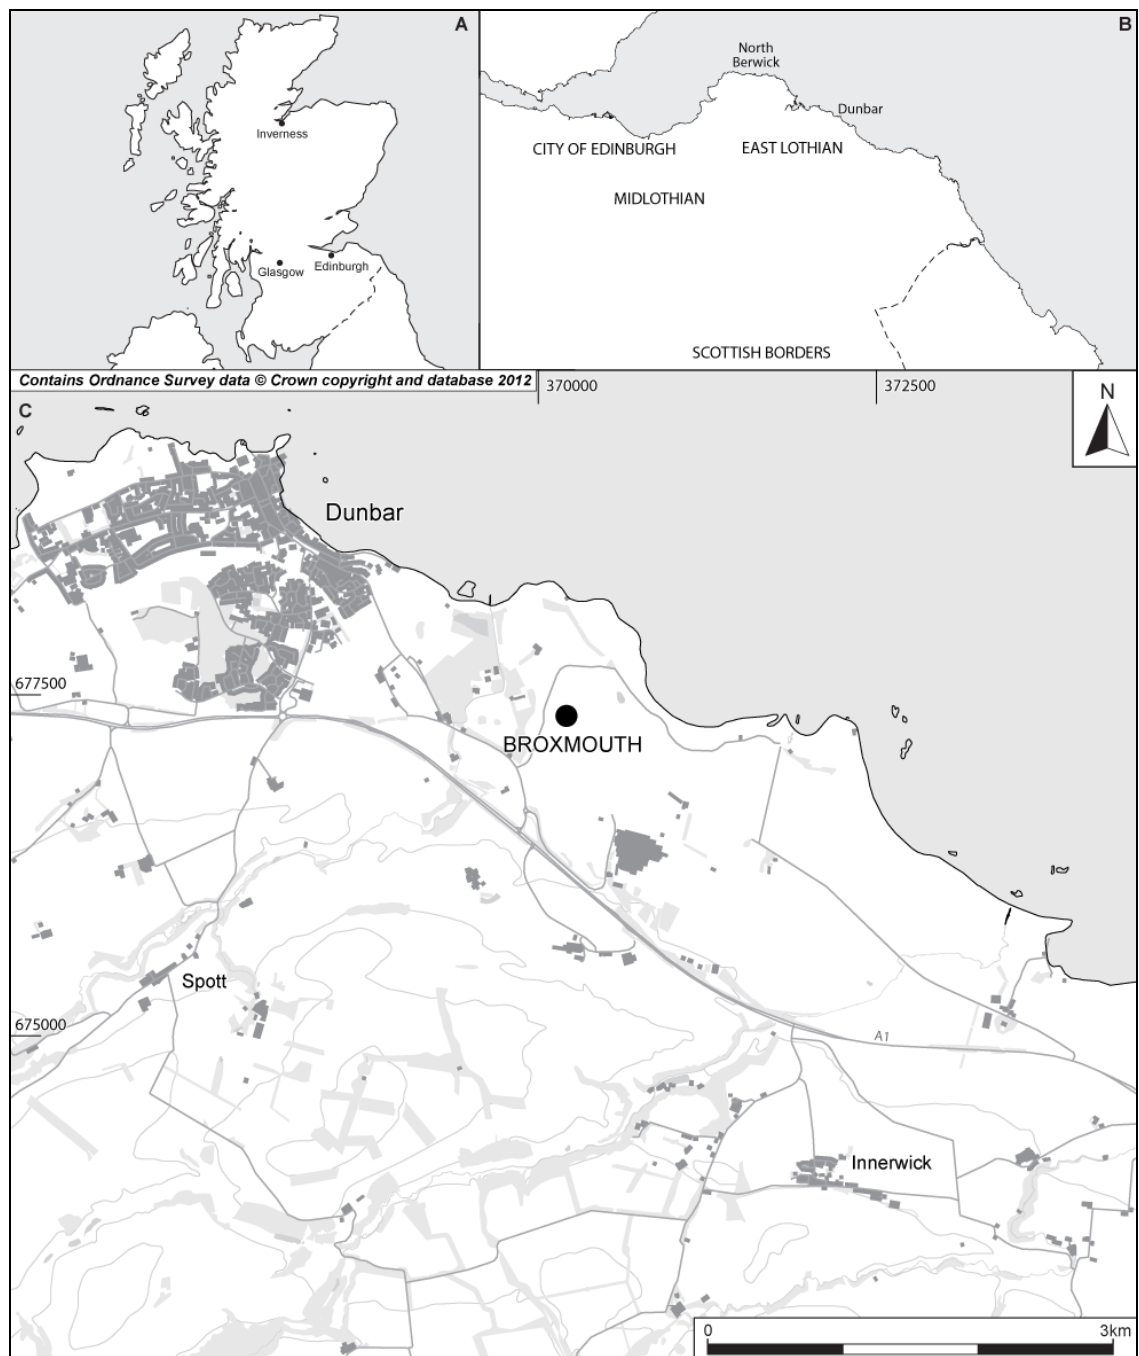 A
Inverness
Glasgow
Edinburgh
B
North
Berwick
Dunbar
CITY OF EDINBURGH
EAST LOTHIAN
MIDLOTHIAN
SCOTTISH BORDERS
Contains Ordnance Survey data © Crown copyright and database 2012
370000
372500
N
C
Dunbar
677500
BROXMOUTH
Spott
675000
A1
Innerwick
0
3km